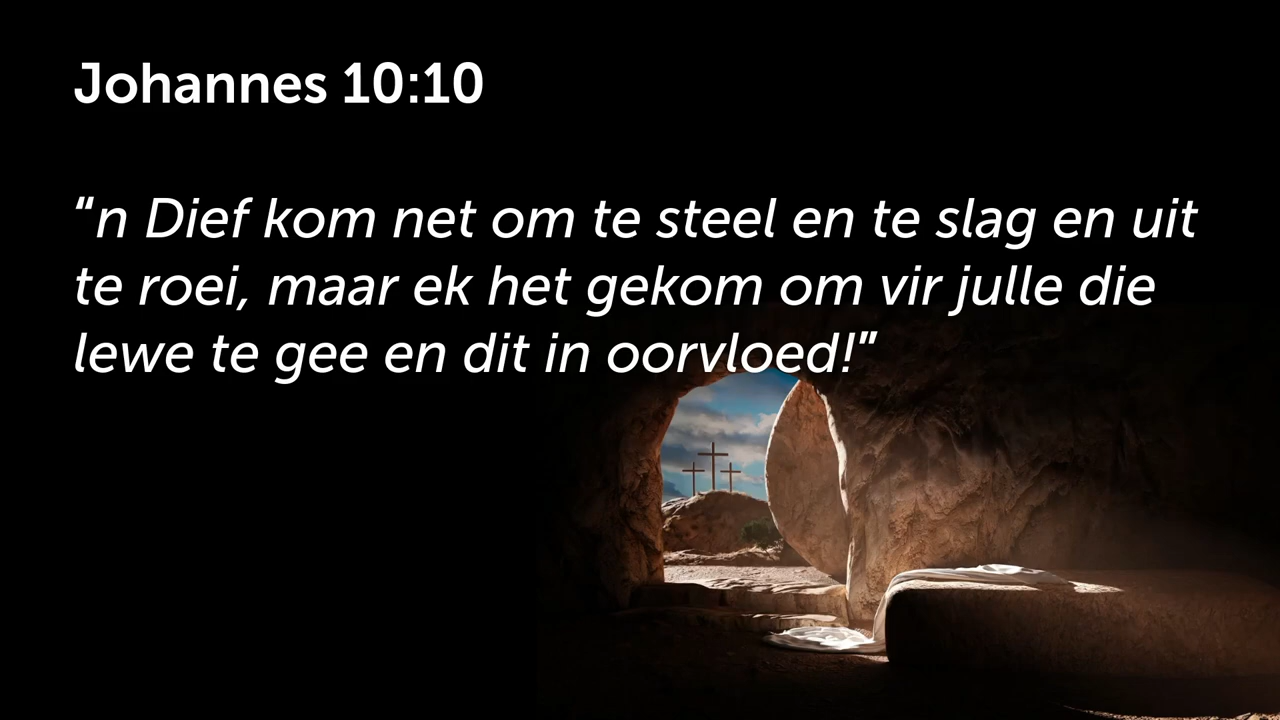 Johannes 10:10
“n Dief kom net om te steel en te slag en uit
te roei, maar ek het gekom om vir julle die
lewe te gee en dit in oorvloed!”